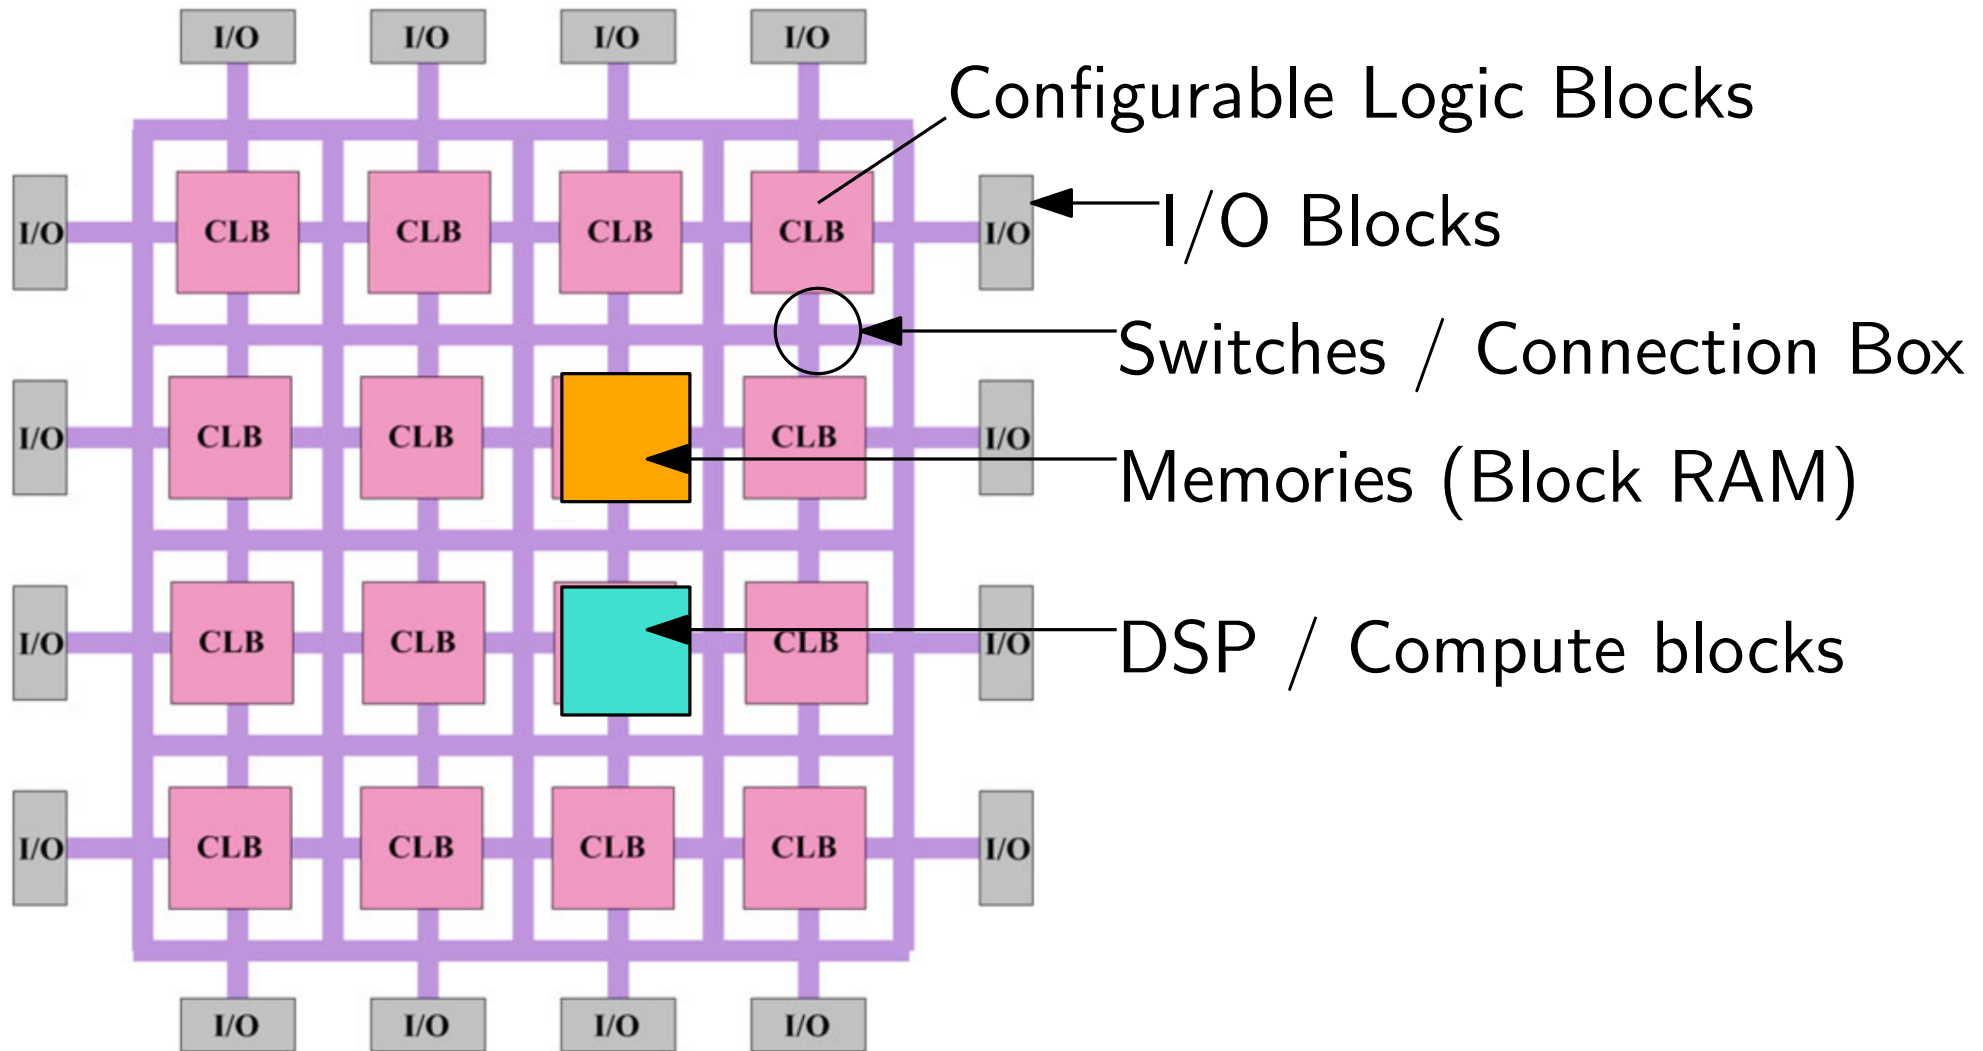 I/O I/O I/O I/O
Configurable Logic Blocks
I/O CLB CLB CLB CLB I/O
I/O Blocks
Switches / Connection Box
I/O CLB CLB CLB I/O
Memories (Block RAM)
I/O CLB CLB CLB I/O
DSP / Compute blocks
I/O CLB CLB CLB CLB I/O
I/O I/O I/O I/O